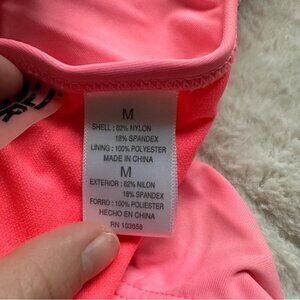 M
SHELL : 82% NYLON
18% SPANDEX
LINING : 100% POLYESTER
MADE IN CHINA
M
EXTERIOR : 82% NILON
18% SPANDEX
FORRO : 100% POLIESTER
HECHO EN CHINA
RN 103658